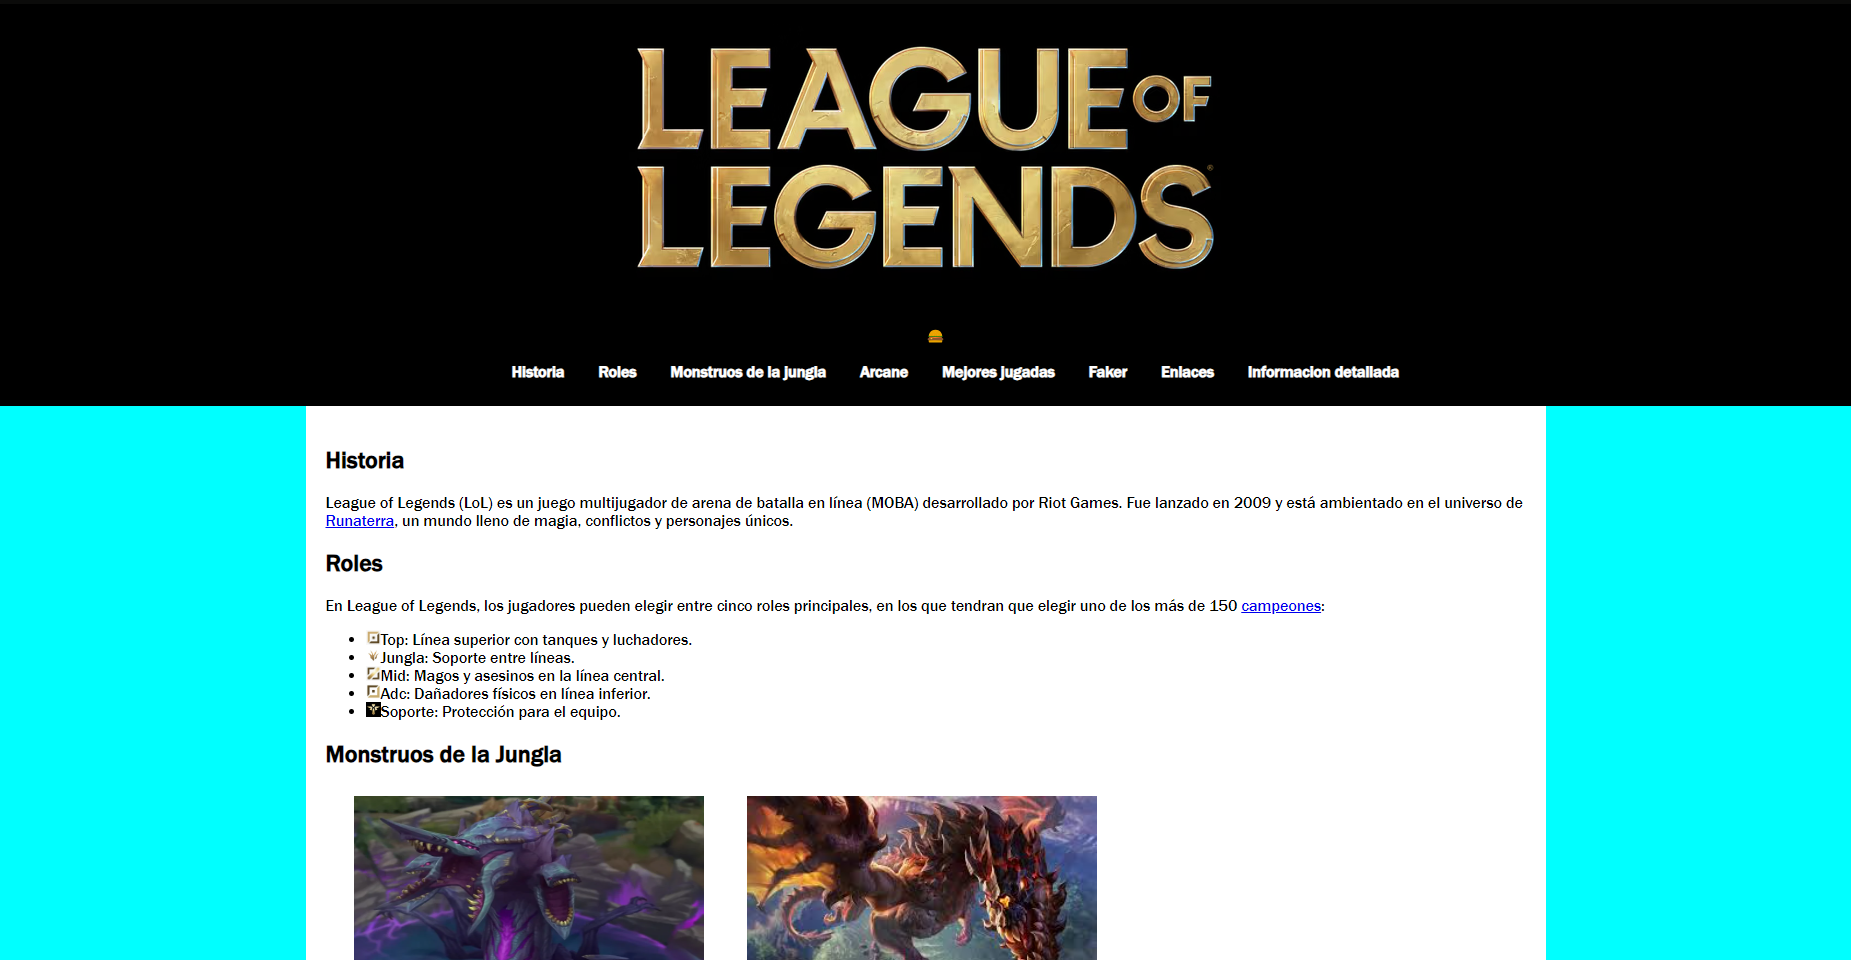 LEAGUE OF
LEGENDS
Historia Roles Monstruos de la jungla Arcane Mejores jugadas Faker Enlaces Informacion detallada
Historia
League of Legends (LoL) es un juego multijugador de arena de batalla en línea (MOBA) desarrollado por Riot Games. Fue lanzado en 2009 y está ambientado en el universo de
Runaterra, un mundo lleno de magia, conflictos y personajes únicos.
Roles
En League of Legends, los jugadores pueden elegir entre cinco roles principales, en los que tendran que elegir uno de los más de 150 campeones:
Top: Línea superior con tanques y luchadores.
Jungla: Soporte entre líneas.
Mid: Magos y asesinos en la línea central.
Adc: Dañadores físicos en línea inferior.
Soporte: Protección para el equipo.
Monstruos de la Jungla